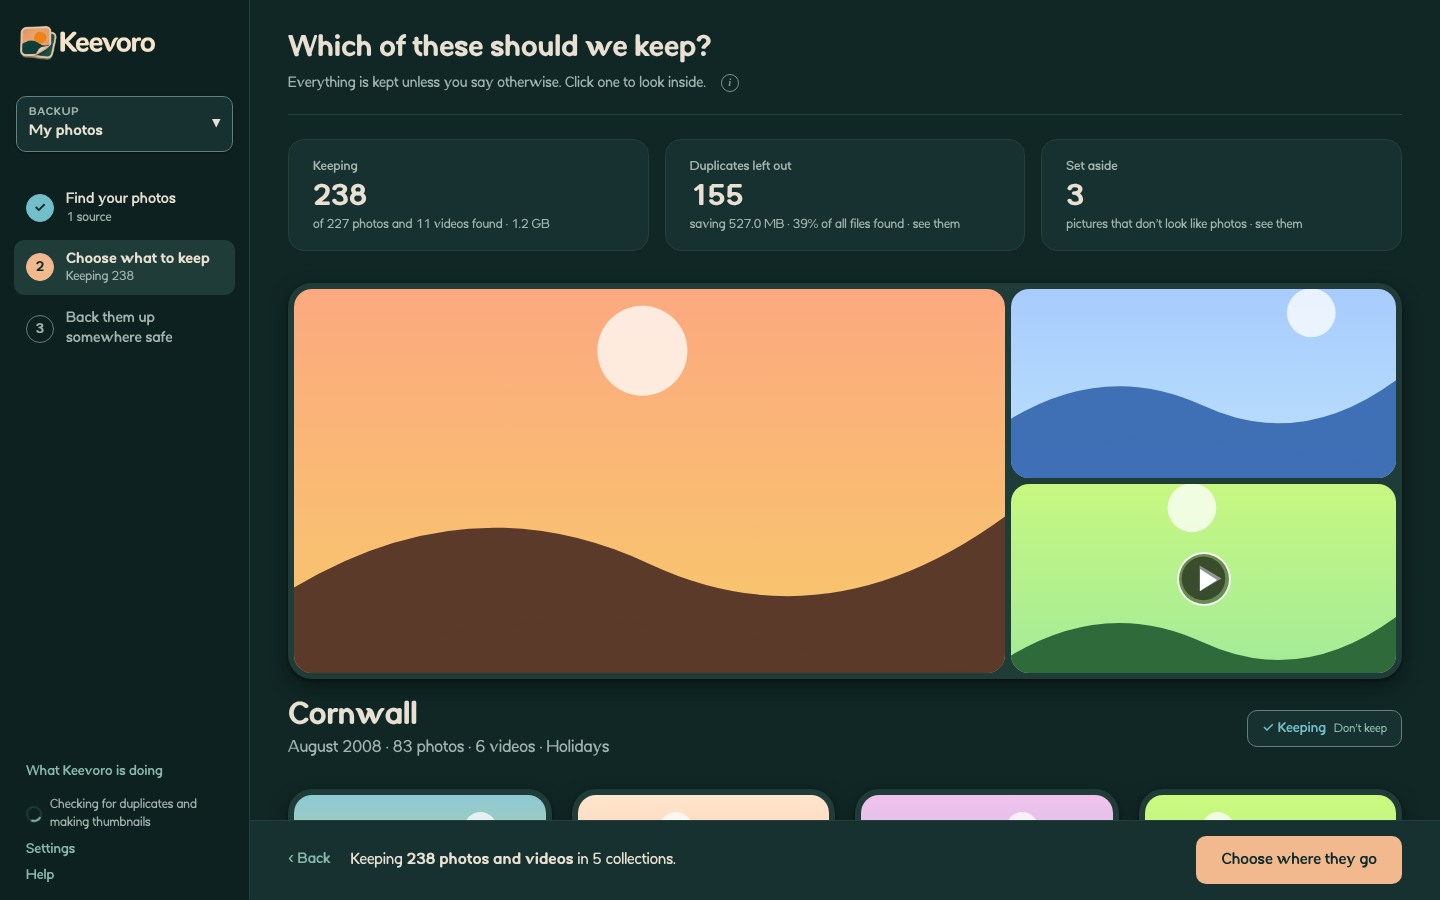 Keevoro
BACKUP
My photos
▼
✓
Find your photos
1 source
2
Choose what to keep
Keeping 238
3
Back them up
somewhere safe
What Keevoro is doing
Checking for duplicates and
making thumbnails
Settings
Help
Which of these should we keep?
Everything is kept unless you say otherwise. Click one to look inside. i
Keeping
238
of 227 photos and 11 videos found · 1.2 GB
Duplicates left out
155
saving 527.0 MB · 39% of all files found · see them
Set aside
3
pictures that don't look like photos · see them
Cornwall
August 2008 · 83 photos · 6 videos · Holidays
✓ Keeping Don't keep
‹ Back Keeping 238 photos and videos in 5 collections.
Choose where they go